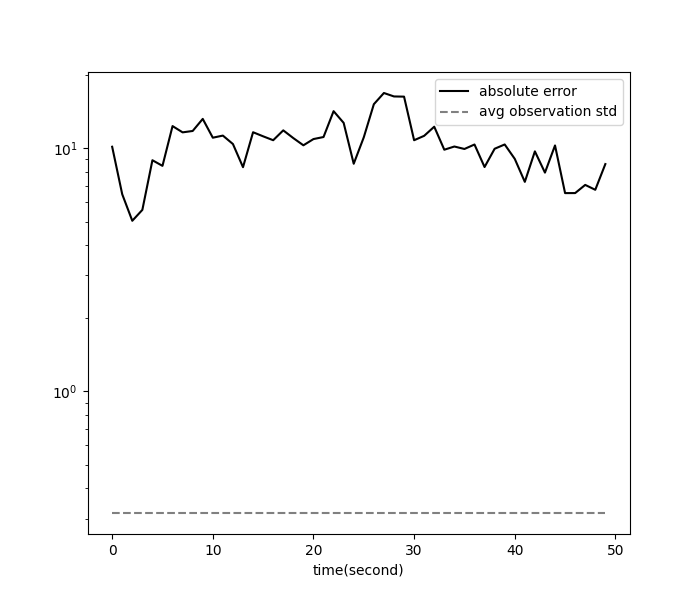 absolute error
avg observation std
10¹
10⁰
0 10 20 30 40 50
time(second)